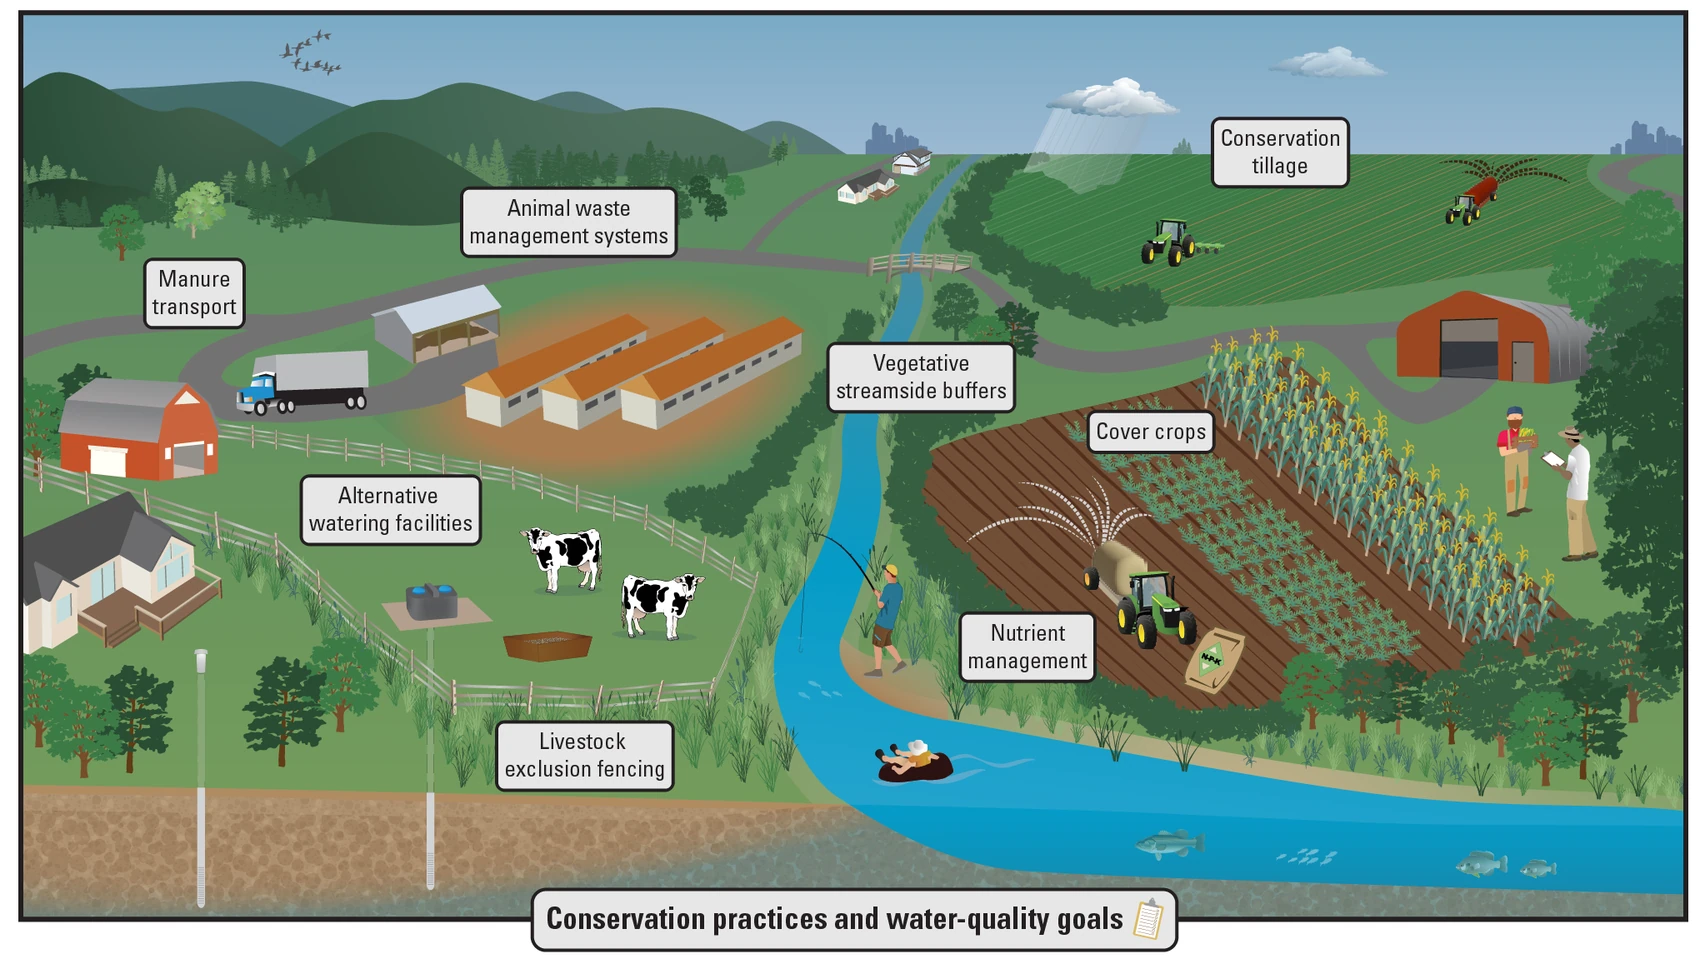 Conservation
tillage
Animal waste
management systems
Manure
transport
Vegetative
streamside buffers
Cover crops
Alternative
watering facilities
Nutrient
management
N-P-K
Livestock
exclusion fencing
Conservation practices and water-quality goals